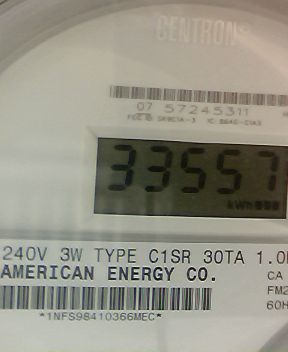 CENTRON®
07 57245311
33557
kWh
240V 3W TYPE C1SR 30TA 1.0
AMERICAN ENERGY CO.
CA
FM2
60H
*1NFS98410366MEC*